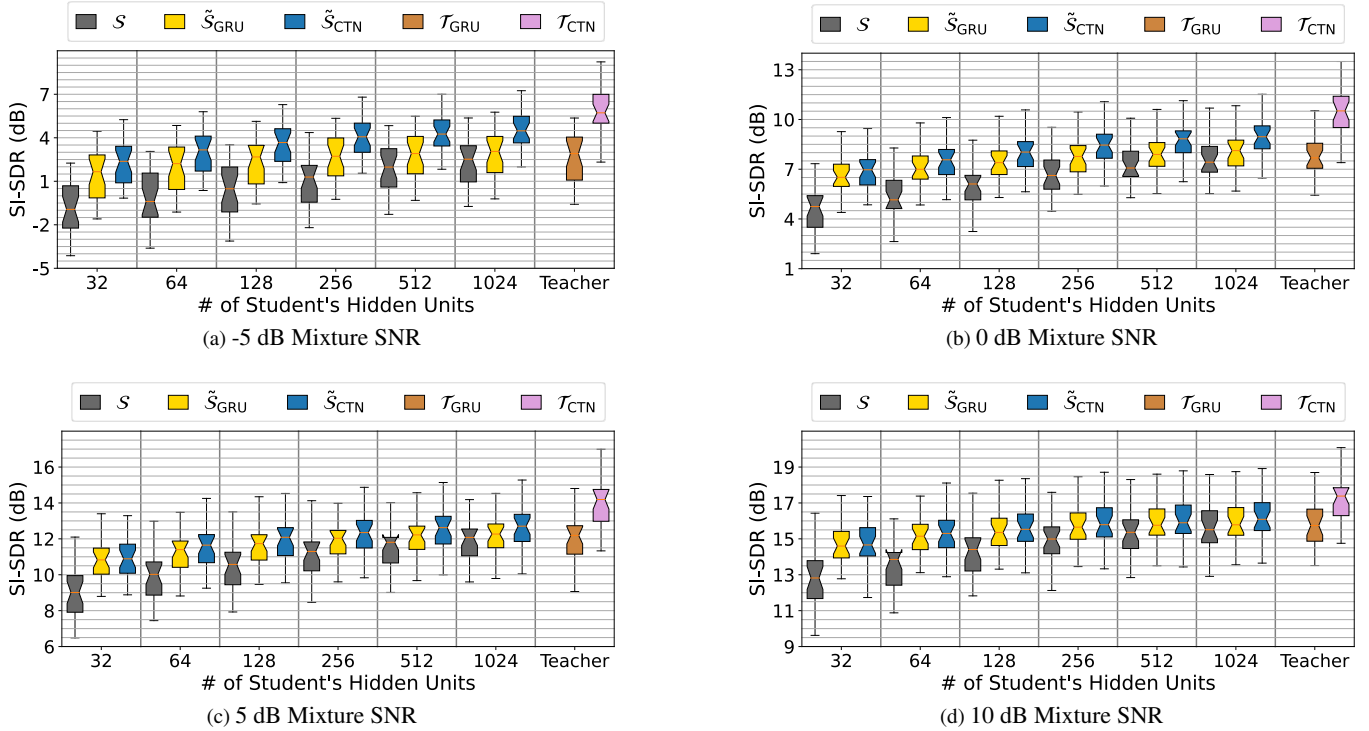 S S̃GRU S̃CTN TGRU TCTN
SI-SDR (dB)
7
4
1
-2
-5
32 64 128 256 512 1024 Teacher
# of Student's Hidden Units
(a) -5 dB Mixture SNR
S S̃GRU S̃CTN TGRU TCTN
SI-SDR (dB)
13
10
7
4
1
32 64 128 256 512 1024 Teacher
# of Student's Hidden Units
(b) 0 dB Mixture SNR
S S̃GRU S̃CTN TGRU TCTN
SI-SDR (dB)
16
14
12
10
8
6
32 64 128 256 512 1024 Teacher
# of Student's Hidden Units
(c) 5 dB Mixture SNR
S S̃GRU S̃CTN TGRU TCTN
SI-SDR (dB)
19
17
15
13
11
9
32 64 128 256 512 1024 Teacher
# of Student's Hidden Units
(d) 10 dB Mixture SNR